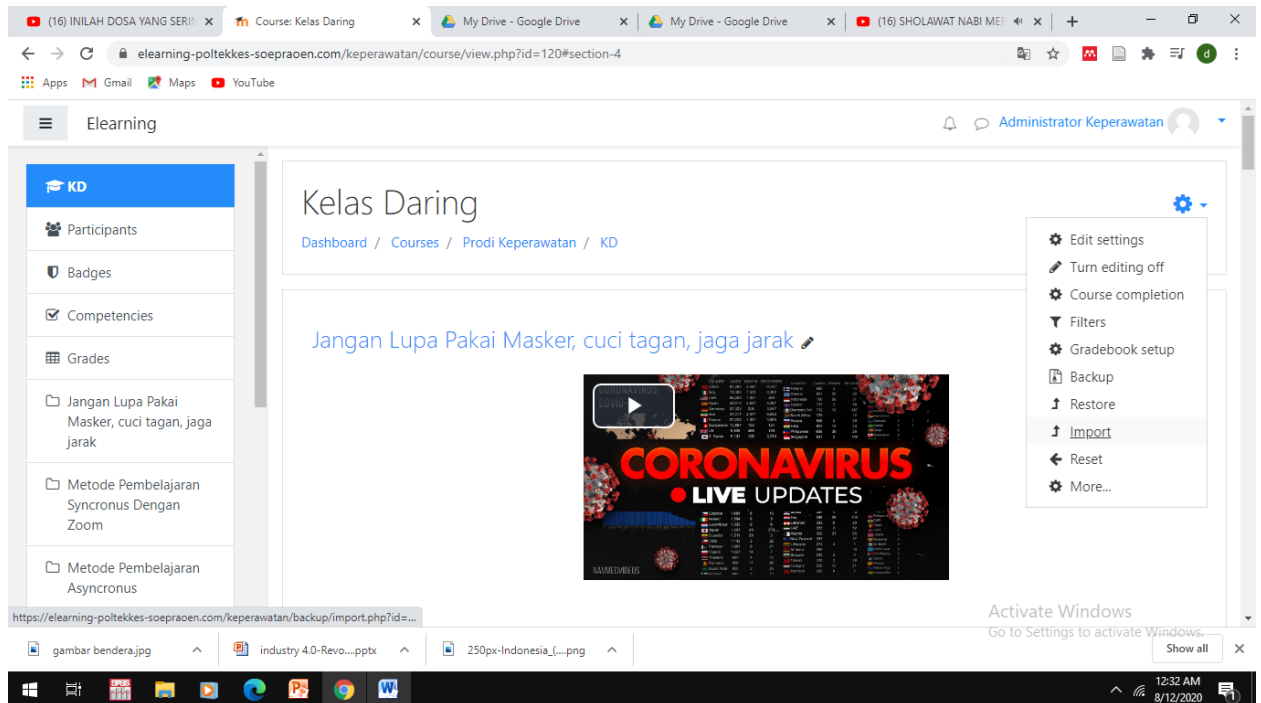 (16) INILAH DOSA YANG SERIN
Course: Kelas Daring
My Drive - Google Drive
My Drive - Google Drive
(16) SHOLAWAT NABI MER
elearning-poltekkes-soepraoen.com/keperawatan/course/view.php?id=120#section-4
d
Apps Gmail Maps YouTube
Elearning
Administrator Keperawatan
KD
Participants
Badges
Competencies
Grades
Jangan Lupa Pakai
Masker, cuci tagan, jaga
jarak
Metode Pembelajaran
Syncronus Dengan
Zoom
Metode Pembelajaran
Asyncronus
Kelas Daring
Dashboard / Courses / Prodi Keperawatan / KD
Edit settings
Turn editing off
Course completion
Filters
Gradebook setup
Backup
Restore
Import
Reset
More...
Jangan Lupa Pakai Masker, cuci tagan, jaga jarak
CORONAVIRUS
LIVE UPDATES
NAVMEDVIDEOS
https://elearning-poltekkes-soepraoen.com/keperawatan/backup/import.php?id=...
Activate Windows
Go to Settings to activate Windows.
gambar bendera.jpg
industry 4.0-Revo....pptx
250px-Indonesia_(....png
Show all
12:32 AM
8/12/2020